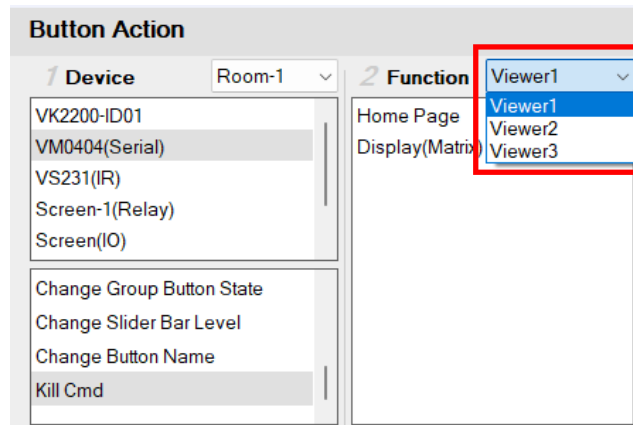 Button Action
1 Device
Room-1
2 Function
Viewer1
VK2200-ID01
VM0404(Serial)
VS231(IR)
Screen-1(Relay)
Screen(IO)
Change Group Button State
Change Slider Bar Level
Change Button Name
Kill Cmd
Home Page
Display(Matrix)
Viewer1
Viewer2
Viewer3